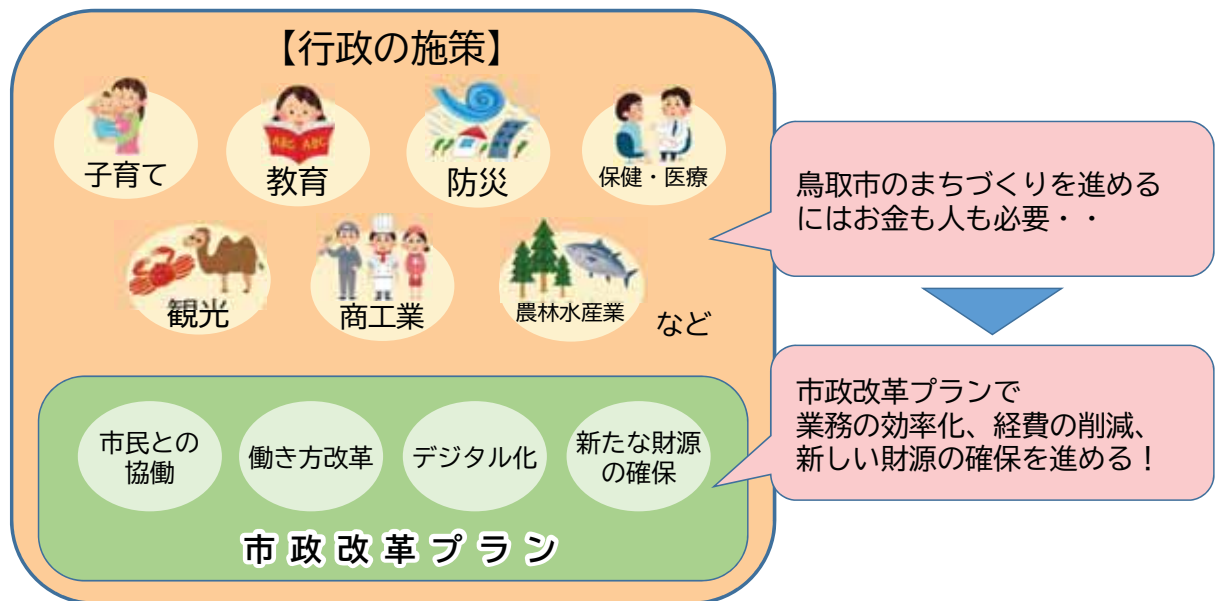 【行政の施策】
ABC ABC
子育て
教育
防災
保健・医療
観光
商工業
農林水産業
など
鳥取市のまちづくりを進める
にはお金も人も必要・・
市政改革プランで
業務の効率化、経費の削減、
新しい財源の確保を進める！
市民との
協働
働き方改革
デジタル化
新たな財源
の確保
市政改革プラン